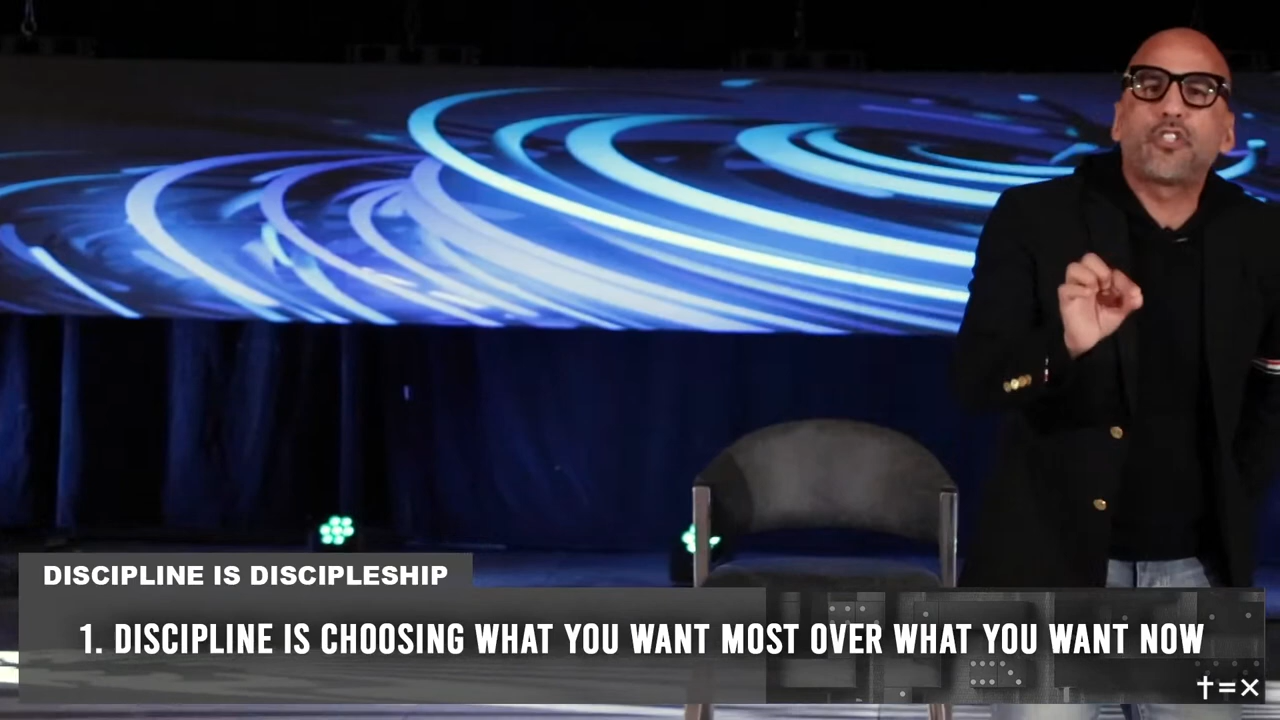 DISCIPLINE IS DISCIPLESHIP
1. DISCIPLINE IS CHOOSING WHAT YOU WANT MOST OVER WHAT YOU WANT NOW
†=×